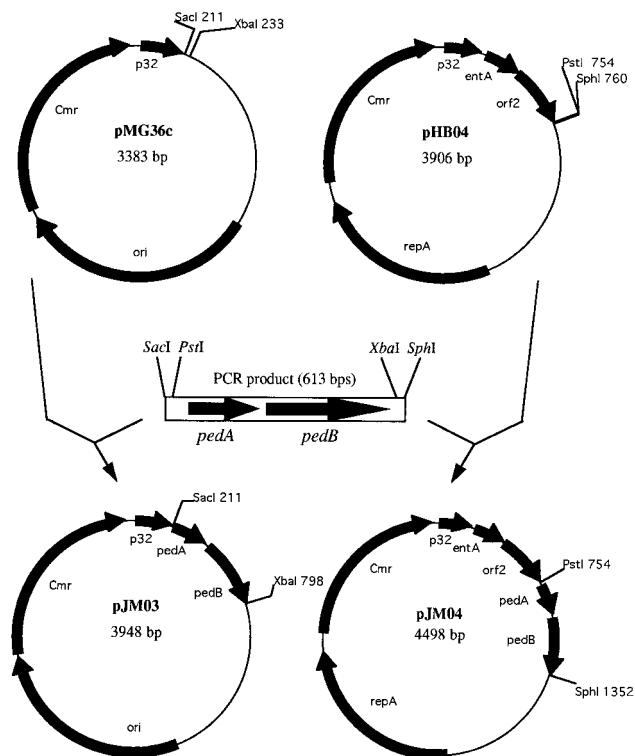 SacI 211
XbaI 233
p32
Cmr
pMG36c
3383 bp
ori
p32
entA
orf2
PstI 754
SphI 760
Cmr
pHB04
3906 bp
repA
SacI PstI
XbaI SphI
PCR product (613 bps)
pedA
pedB
SacI 211
p32
pedA
Cmr
pedB
XbaI 798
pJM03
3948 bp
ori
p32
entA
orf2
PstI 754
Cmr
pedA
pJM04
4498 bp
pedB
repA
SphI 1352